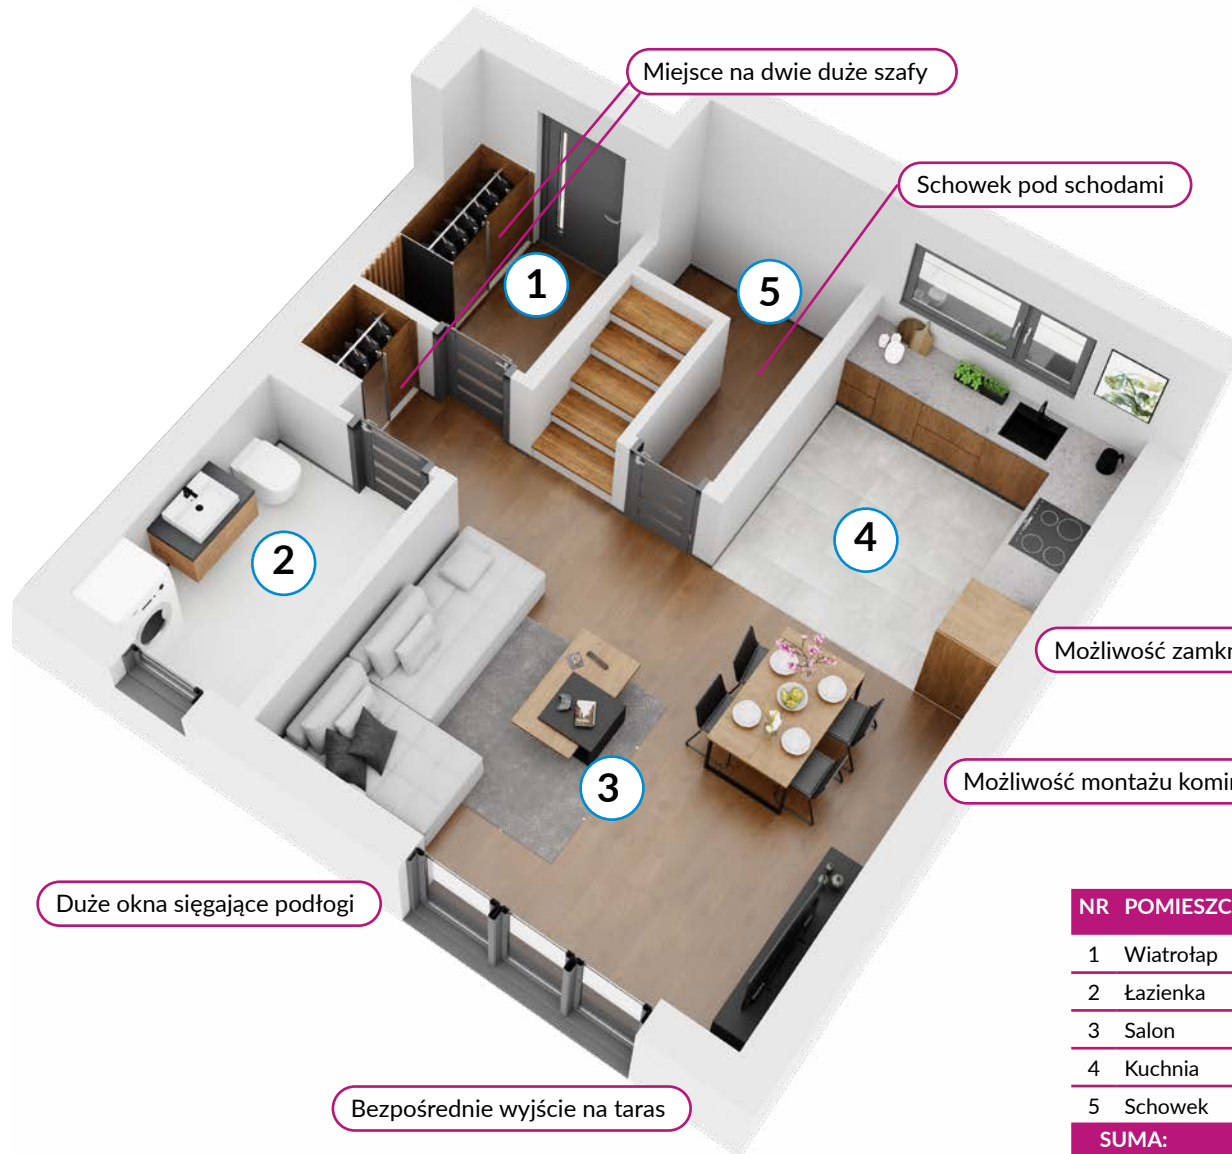 Miejsce na dwie duże szafy
Schowek pod schodami
1
5
2
4
3
Możliwość zamkn
Możliwość montażu komin
Duże okna sięgające podłogi
Bezpośrednie wyjście na taras
NR POMIESZC
1 Wiatrołap
2 Łazienka
3 Salon
4 Kuchnia
5 Schowek
SUMA: